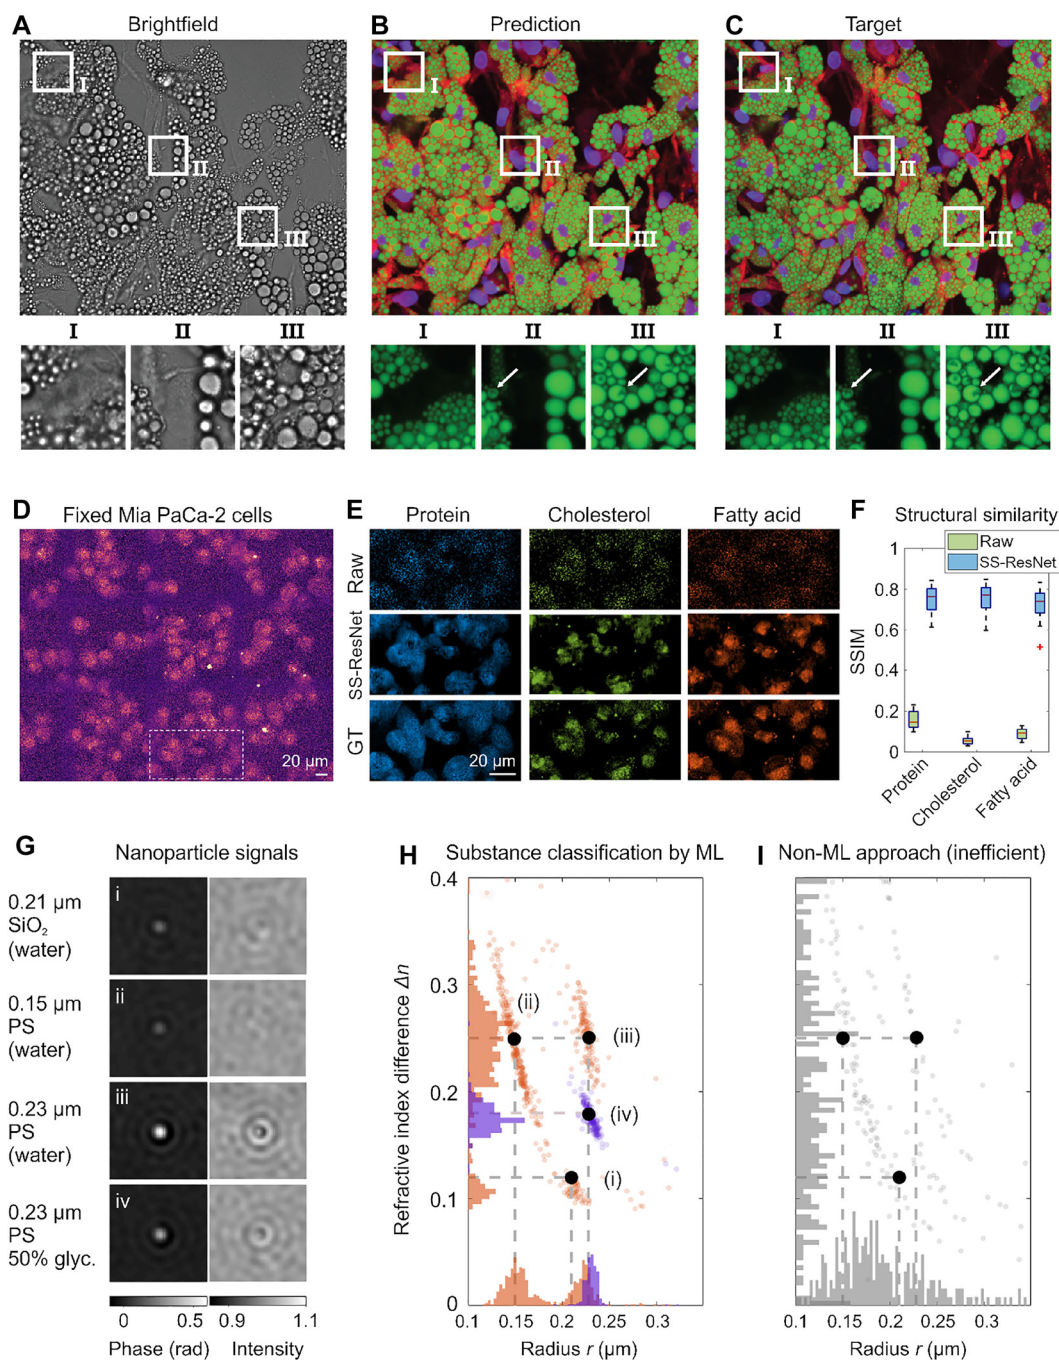 A Brightfield
B Prediction
C Target
I
II
III
I
II
III
I
II
III
I II III
I II III
I II III
D Fixed Mia PaCa-2 cells
20 μm
E Protein Cholesterol Fatty acid
Raw
SS-ResNet
GT
20 μm
F Structural similarity
Raw
SS-ResNet
SSIM
0.8
0.6
0.4
0.2
0
Protein
Cholesterol
Fatty acid
G Nanoparticle signals
0.21 μm
SiO₂
(water)
i
0.15 μm
PS
(water)
ii
0.23 μm
PS
(water)
iii
0.23 μm
PS
50% glyc.
iv
0 0.5 0.9 1.1
Phase (rad) Intensity
H Substance classification by ML
Refractive index difference Δn
0.4
0.3
0.2
0.1
0
(ii)
(iii)
(iv)
(i)
0.1 0.15 0.2 0.25 0.3
Radius r (μm)
I Non-ML approach (inefficient)
0.1 0.15 0.2 0.25 0.3
Radius r (μm)